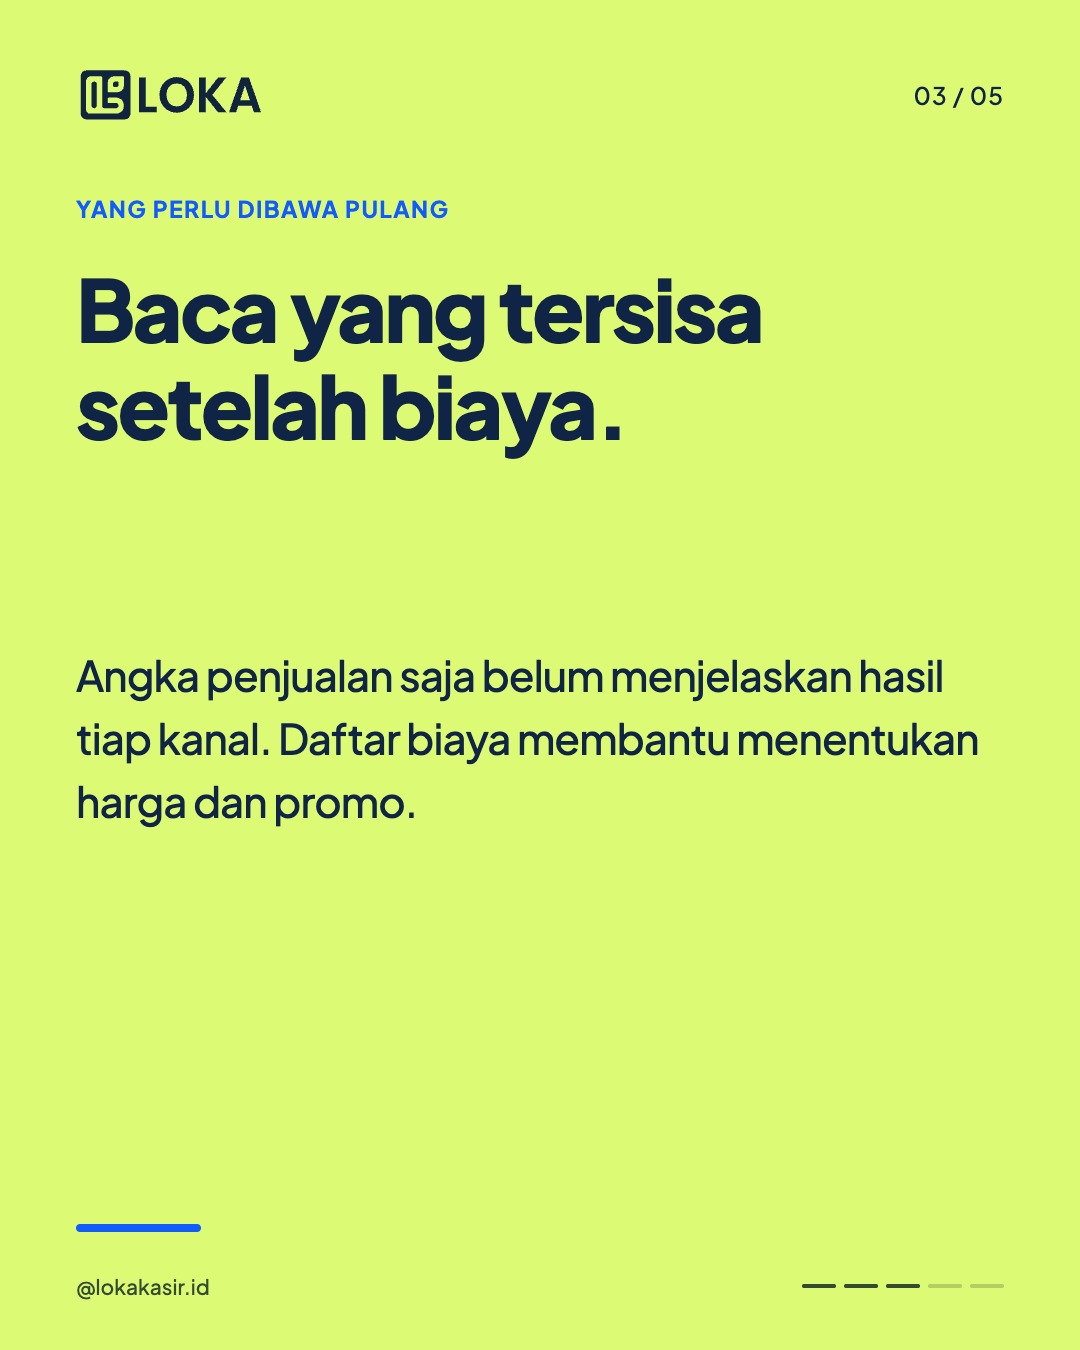 LOKA
03 / 05
YANG PERLU DIBAWA PULANG
Baca yang tersisa
setelah biaya.
Angka penjualan saja belum menjelaskan hasil
tiap kanal. Daftar biaya membantu menentukan
harga dan promo.
@lokakasir.id